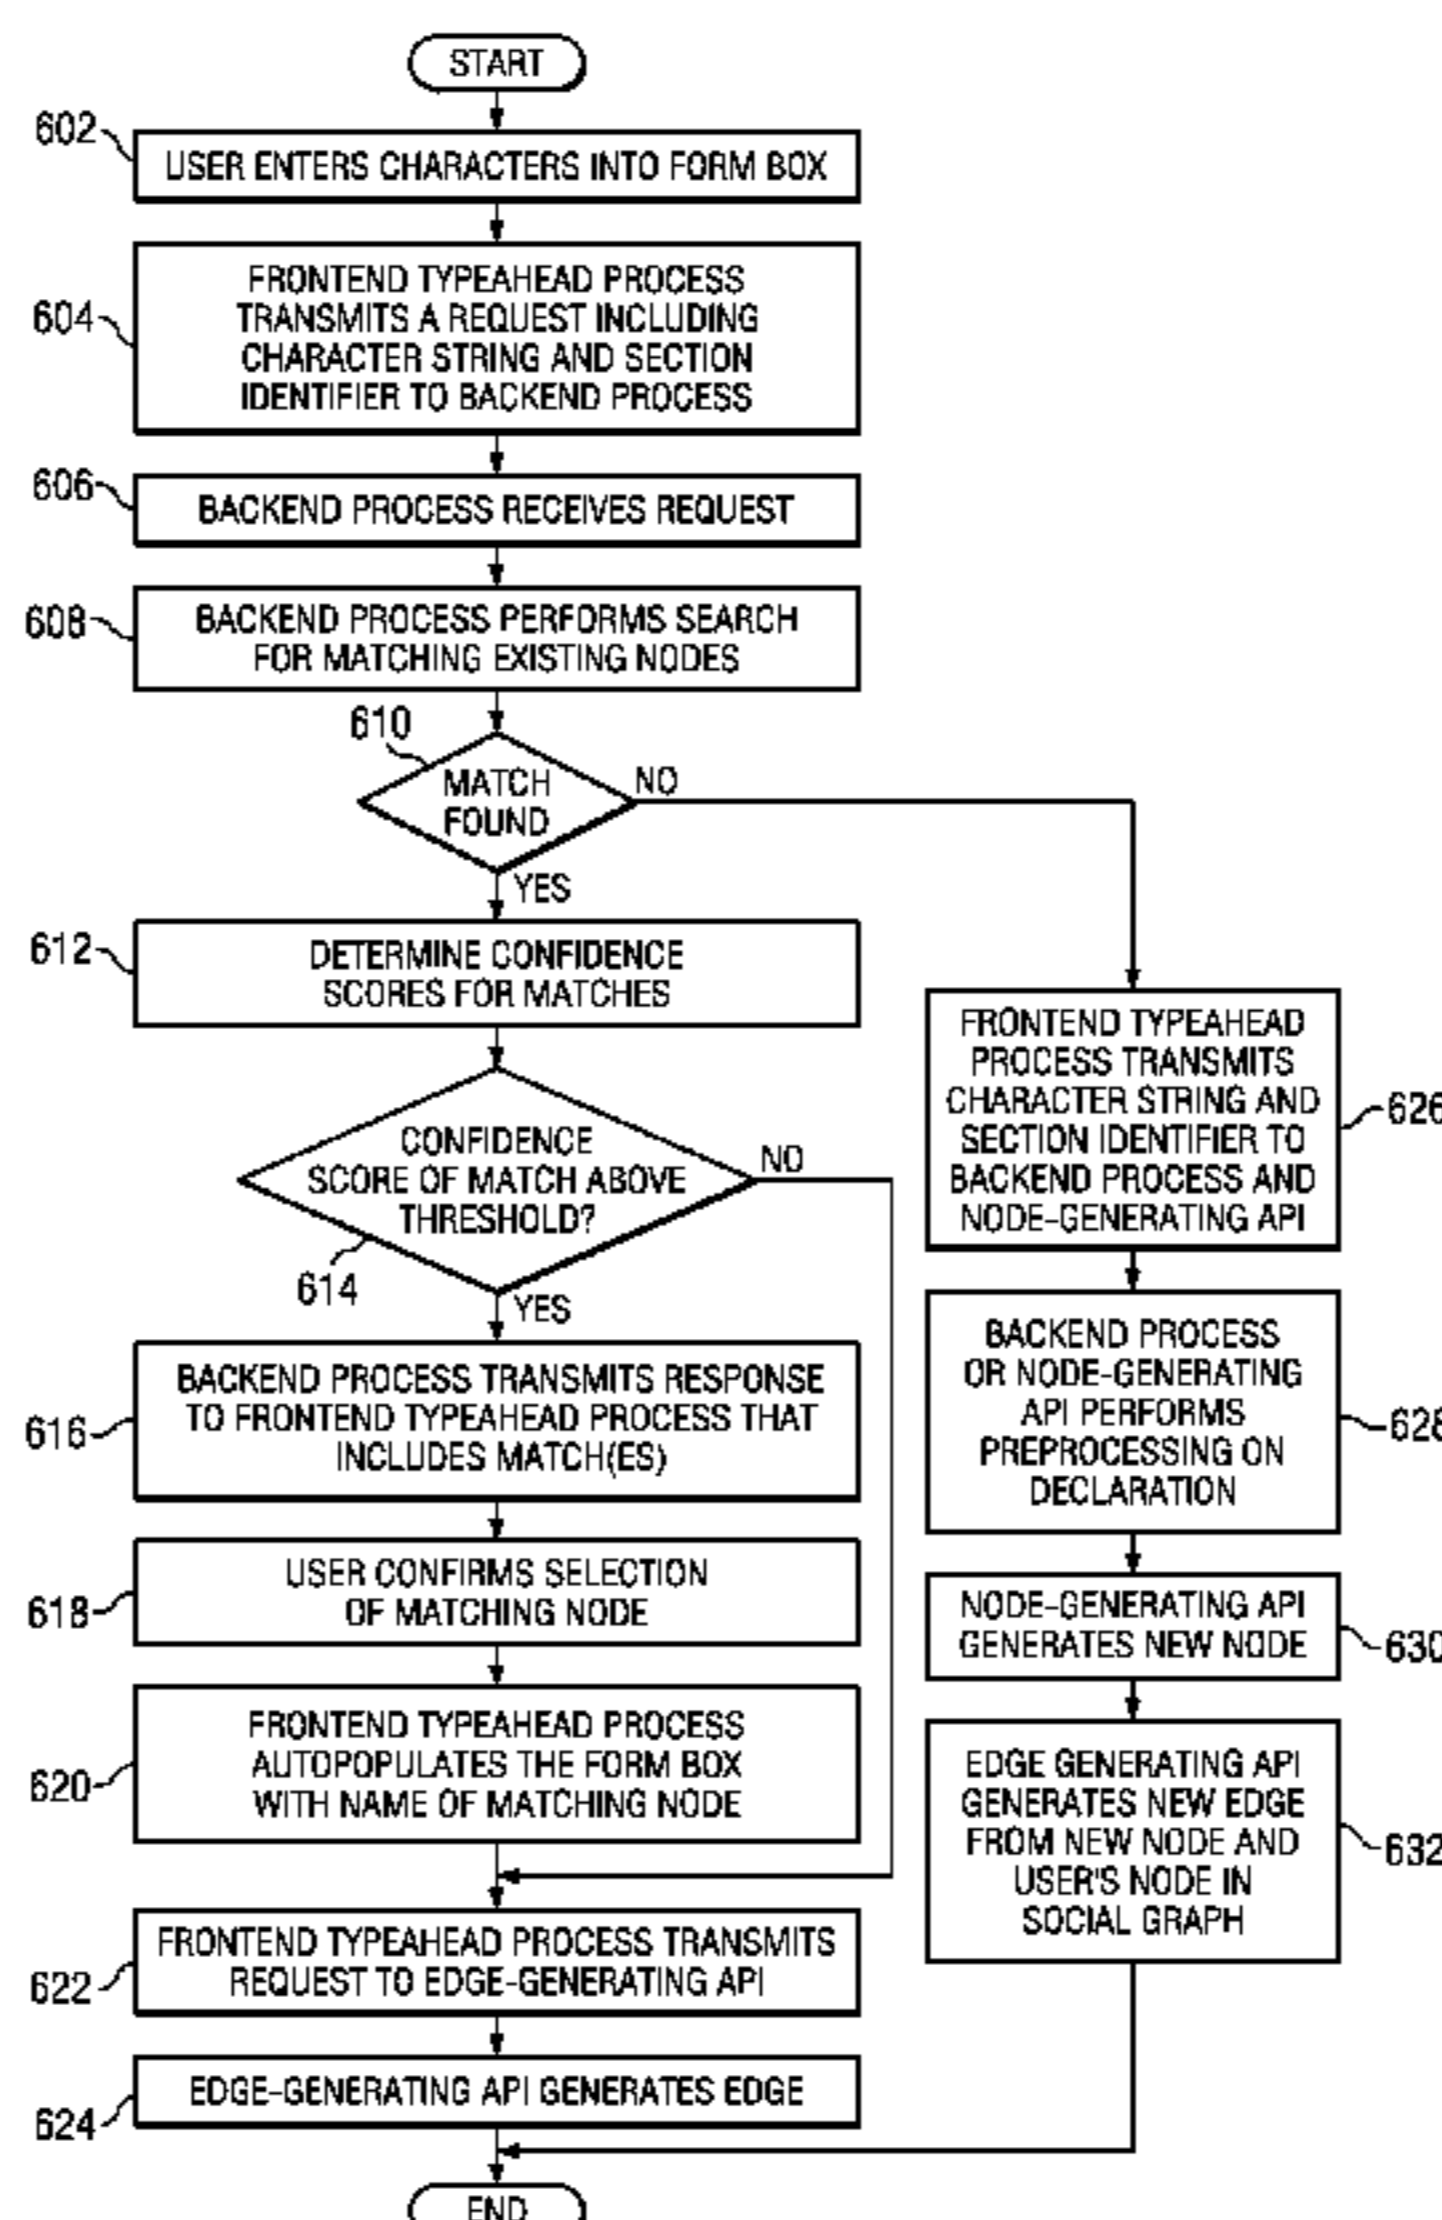 START
602
USER ENTERS CHARACTERS INTO FORM BOX
604
FRONTEND TYPEAHEAD PROCESS
TRANSMITS A REQUEST INCLUDING
CHARACTER STRING AND SECTION
IDENTIFIER TO BACKEND PROCESS
606
BACKEND PROCESS RECEIVES REQUEST
608
BACKEND PROCESS PERFORMS SEARCH
FOR MATCHING EXISTING NODES
610
MATCH
FOUND
NO
YES
612
DETERMINE CONFIDENCE
SCORES FOR MATCHES
CONFIDENCE
SCORE OF MATCH ABOVE
THRESHOLD?
NO
614
YES
616
BACKEND PROCESS TRANSMITS RESPONSE
TO FRONTEND TYPEAHEAD PROCESS THAT
INCLUDES MATCH(ES)
618
USER CONFIRMS SELECTION
OF MATCHING NODE
620
FRONTEND TYPEAHEAD PROCESS
AUTOPOPULATES THE FORM BOX
WITH NAME OF MATCHING NODE
622
FRONTEND TYPEAHEAD PROCESS TRANSMITS
REQUEST TO EDGE-GENERATING API
624
EDGE-GENERATING API GENERATES EDGE
FRONTEND TYPEAHEAD
PROCESS TRANSMITS
CHARACTER STRING AND
SECTION IDENTIFIER TO
BACKEND PROCESS AND
NODE-GENERATING API
626
BACKEND PROCESS
OR NODE-GENERATING
API PERFORMS
PREPROCESSING ON
DECLARATION
628
NODE-GENERATING API
GENERATES NEW NODE
630
EDGE GENERATING API
GENERATES NEW EDGE
FROM NEW NODE AND
USER'S NODE IN
SOCIAL GRAPH
632
END